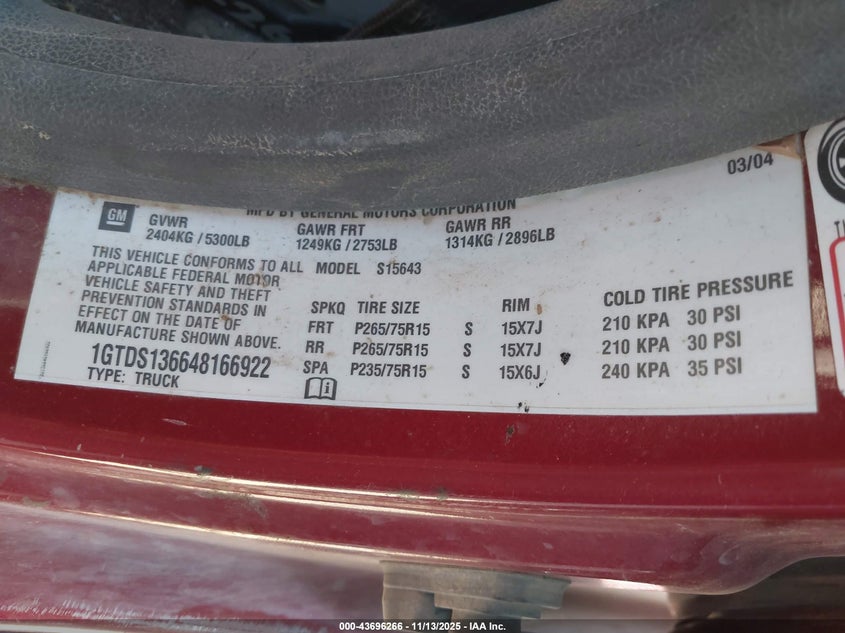 03/04
MFD BY GENERAL MOTORS CORPORATION
GM
GVWR GAWR FRT GAWR RR
2404KG / 5300LB 1249KG / 2753LB 1314KG / 2896LB
THIS VEHICLE CONFORMS TO ALL
APPLICABLE FEDERAL MOTOR
VEHICLE SAFETY AND THEFT
PREVENTION STANDARDS IN
EFFECT ON THE DATE OF
MANUFACTURE SHOWN ABOVE.
1GTDS136648166922
TYPE: TRUCK
MODEL S15643
SPKQ TIRE SIZE RIM COLD TIRE PRESSURE
FRT P265/75R15 S 15X7J 210 KPA 30 PSI
RR P265/75R15 S 15X7J 210 KPA 30 PSI
SPA P235/75R15 S 15X6J 240 KPA 35 PSI
000-43696266 - 11/13/2025 - IAA Inc.